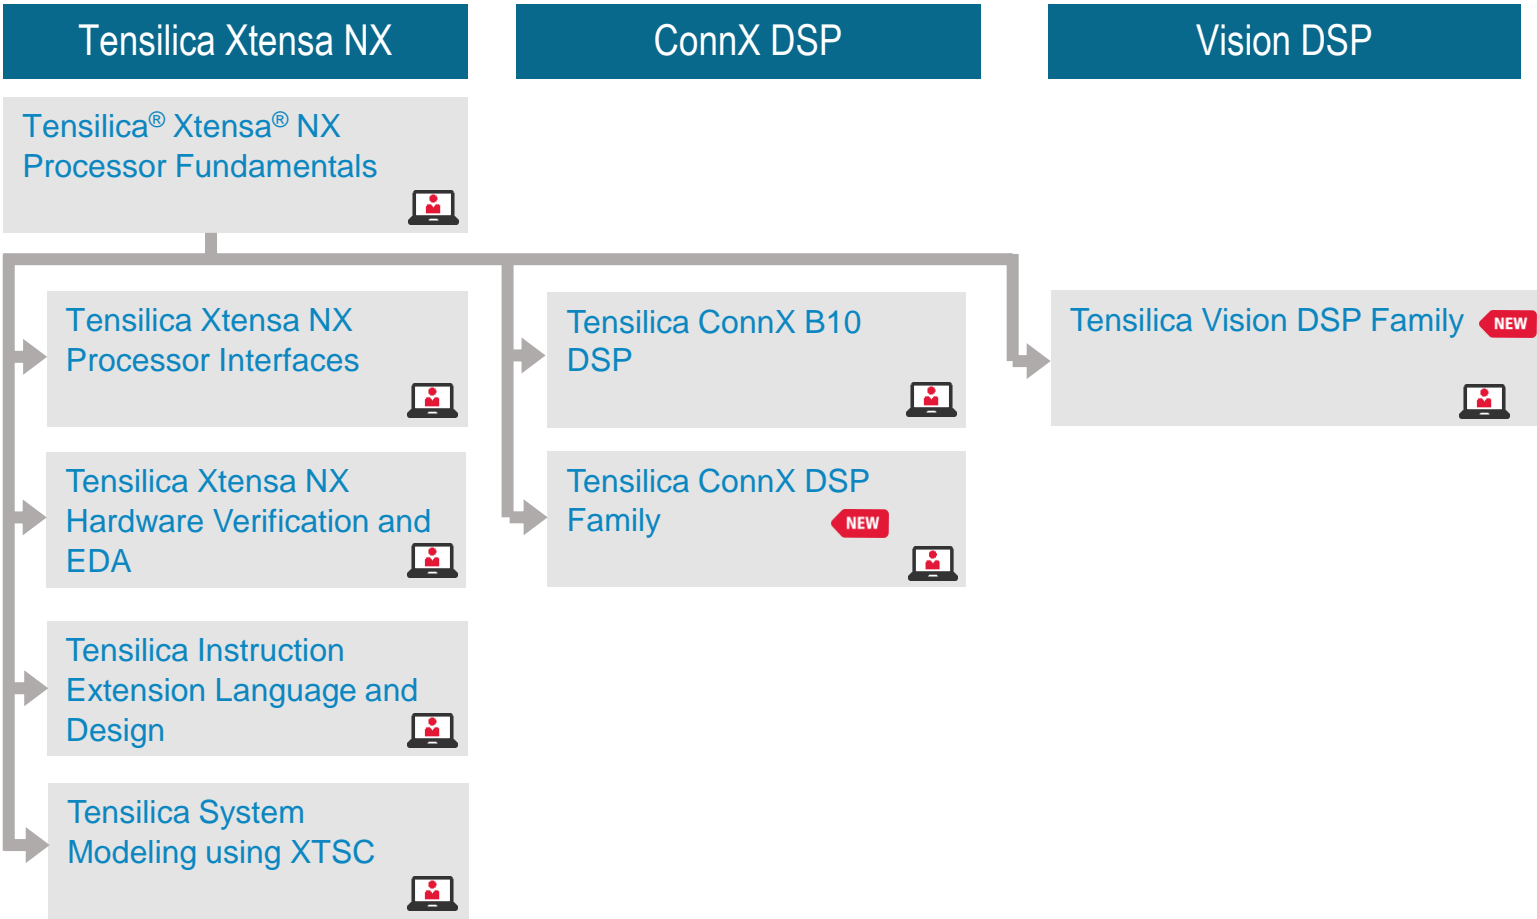 Tensilica Xtensa NX
ConnX DSP
Vision DSP
Tensilica® Xtensa® NX
Processor Fundamentals
Tensilica Xtensa NX
Processor Interfaces
Tensilica ConnX B10
DSP
Tensilica Vision DSP Family NEW
Tensilica Xtensa NX
Hardware Verification and
EDA
Tensilica ConnX DSP
Family NEW
Tensilica Instruction
Extension Language and
Design
Tensilica System
Modeling using XTSC